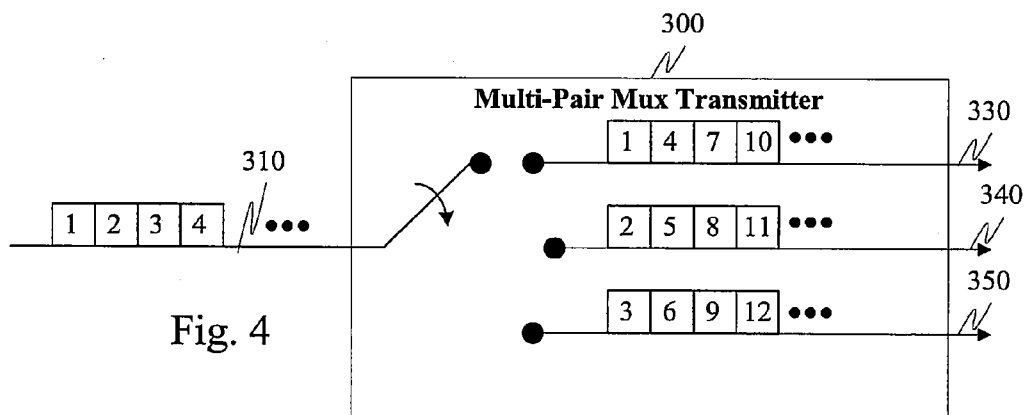 300
Multi-Pair Mux Transmitter
330
1 4 7 10 •••
310
340
1 2 3 4 •••
2 5 8 11 •••
350
Fig. 4
3 6 9 12 •••